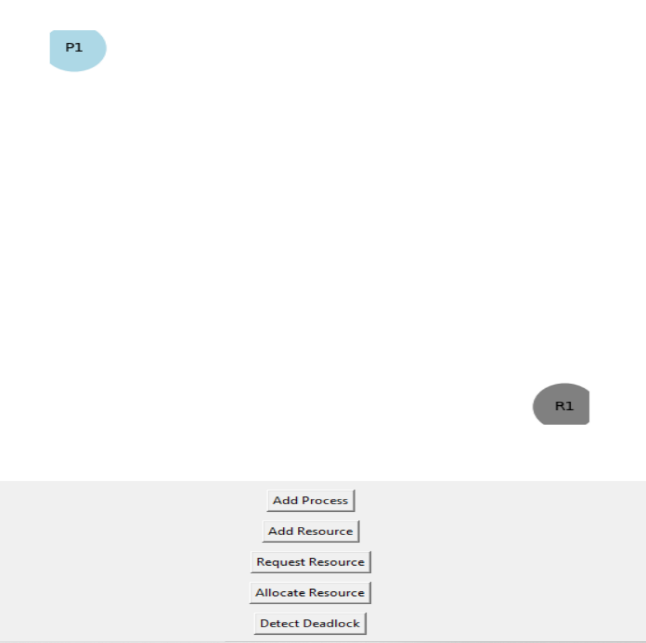 P1
R1
Add Process
Add Resource
Request Resource
Allocate Resource
Detect Deadlock